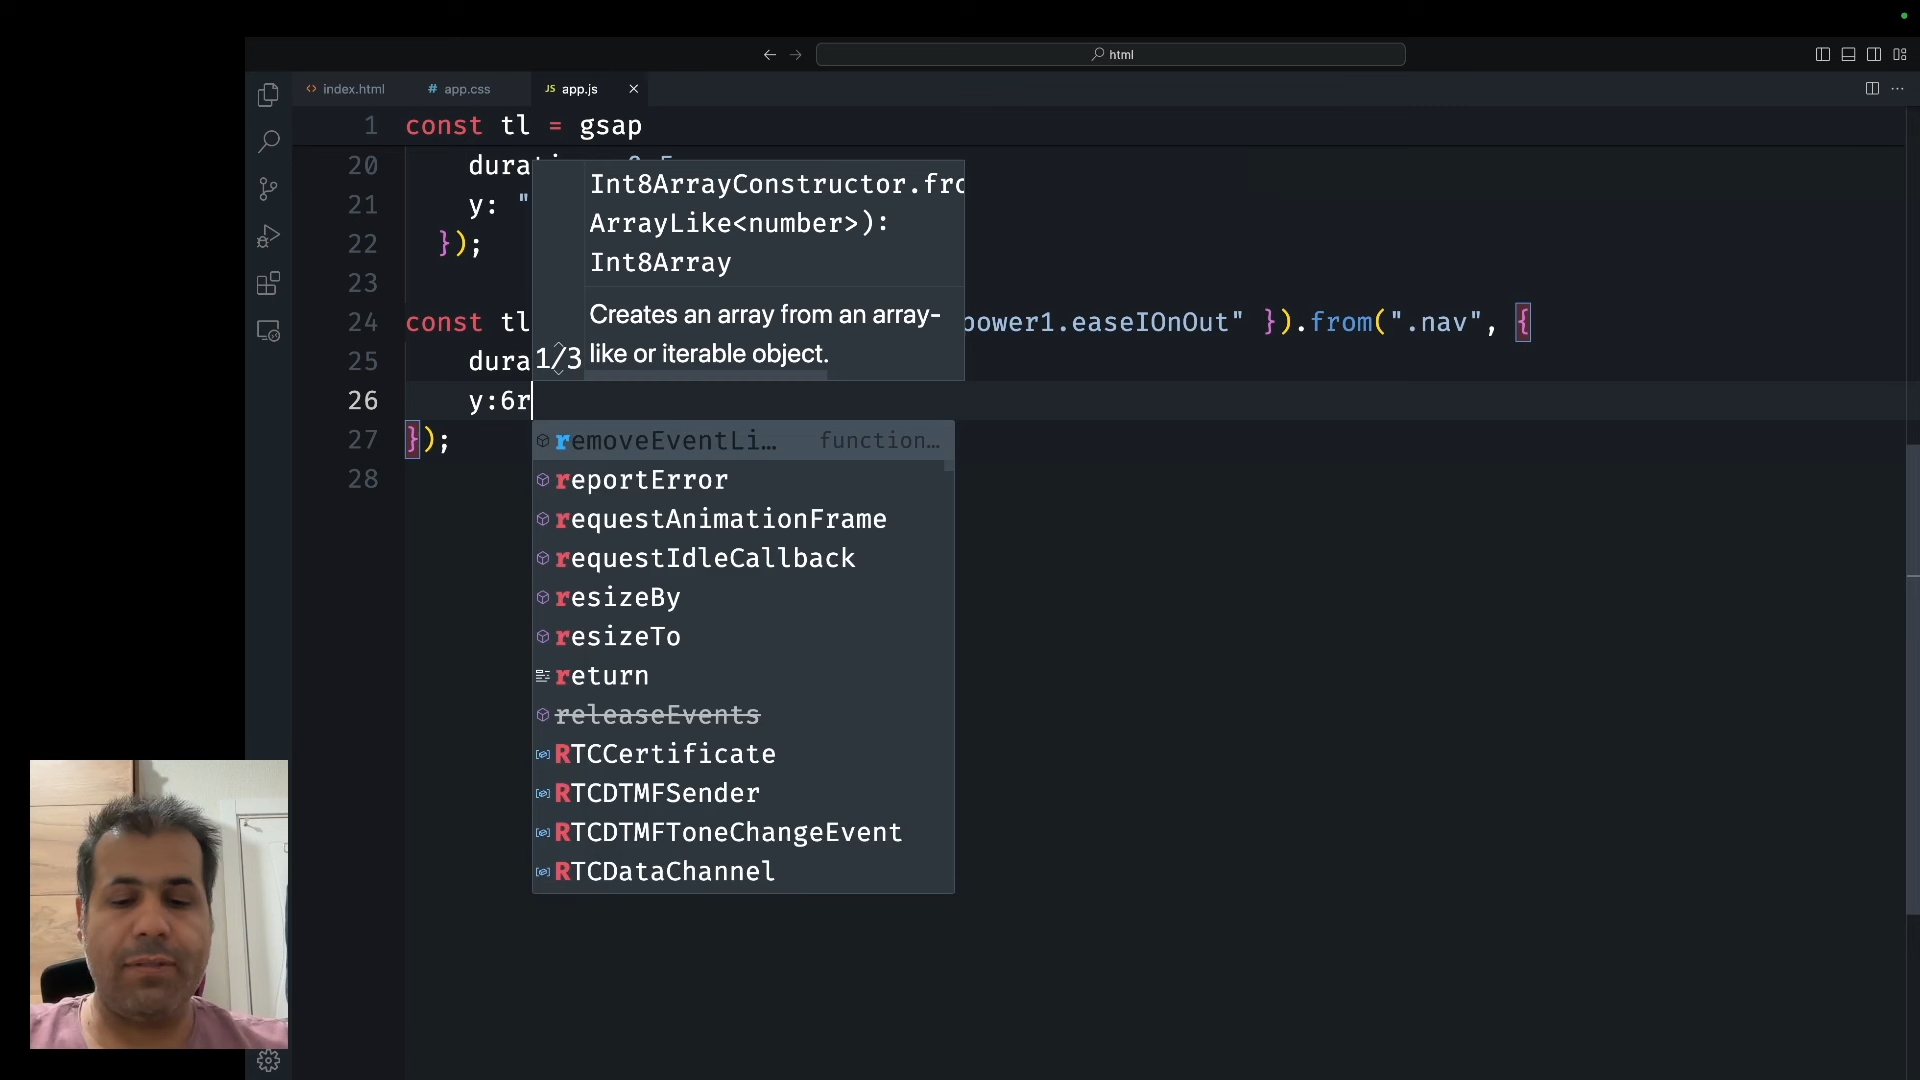 html
index.html
# app.css
JS app.js
1 const tl = gsap
20 dura
21 y: "
22 });
23
24 const tl power1.easeIOnOut" }).from(".nav", {
25 dura
26 y:6r
27 });
28
Int8ArrayConstructor.fro
ArrayLike<number>):
Int8Array
Creates an array from an array-
1/3 like or iterable object.
removeEventLi… function…
reportError
requestAnimationFrame
requestIdleCallback
resizeBy
resizeTo
return
releaseEvents
RTCCertificate
RTCDTMFSender
RTCDTMFToneChangeEvent
RTCDataChannel